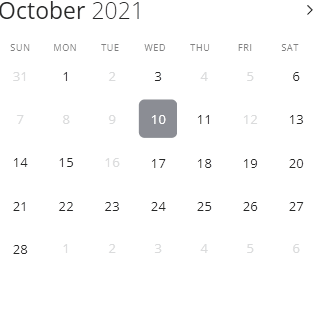 October 2021
SUN MON TUE WED THU FRI SAT
31 1 2 3 4 5 6
7 8 9 10 11 12 13
14 15 16 17 18 19 20
21 22 23 24 25 26 27
28 1 2 3 4 5 6